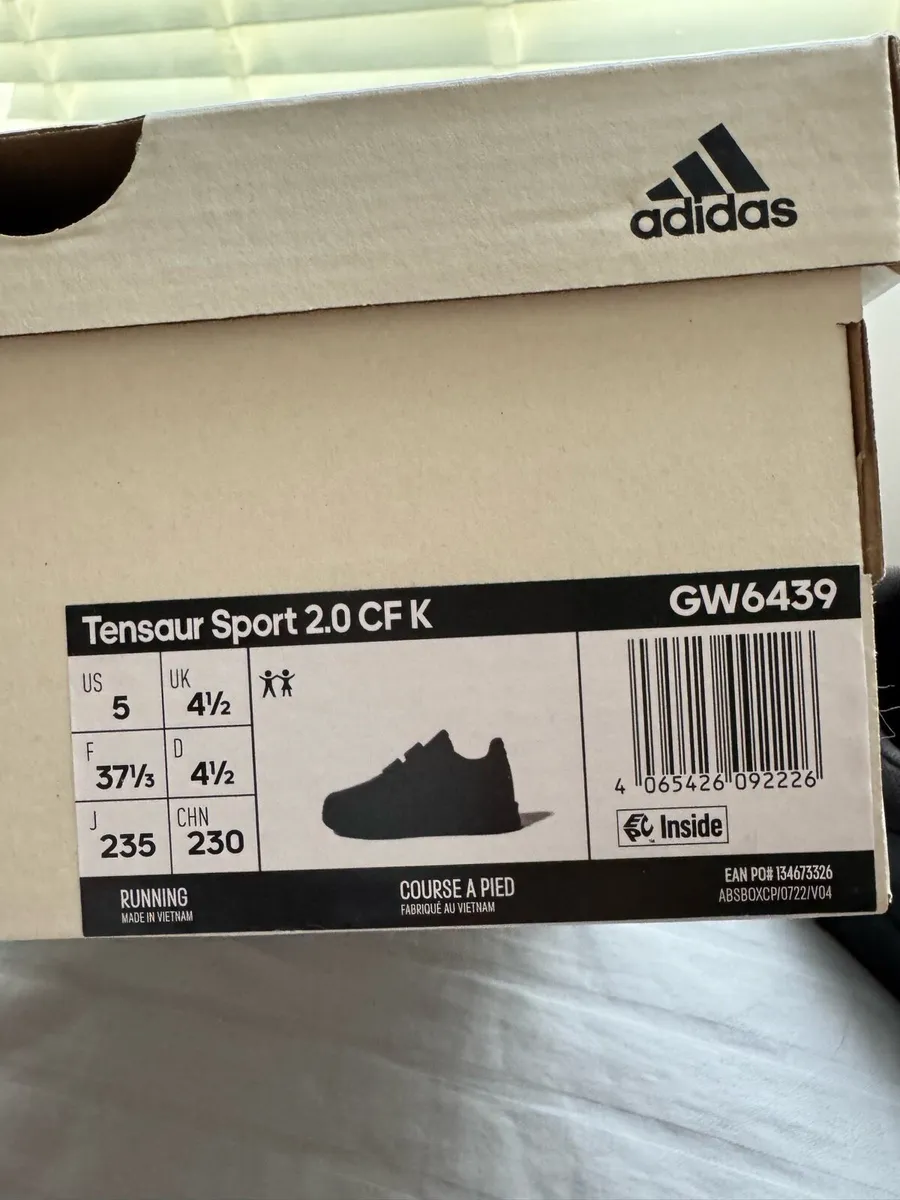 adidas
Tensaur Sport 2.0 CF K
GW6439
US
5
UK
4½
F
37⅓
D
4½
J
235
CHN
230
4 065426 092226
EPC Inside
RUNNING
MADE IN VIETNAM
COURSE A PIED
FABRIQUÉ AU VIETNAM
EAN PO# 134673326
ABSBOXCP/0722/V04